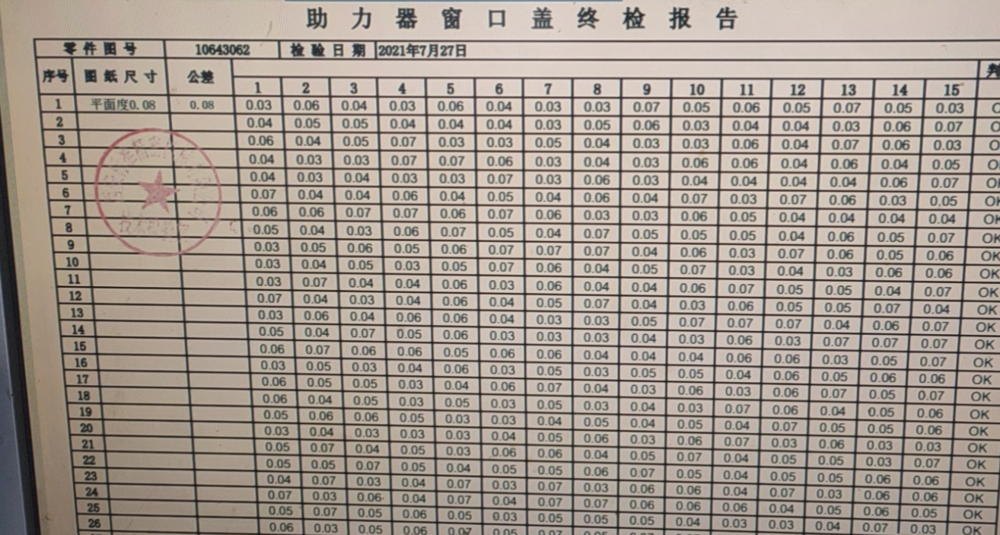 助力器窗口盖终检报告
零件图号 10643062 检验日期 2021年7月27日
序号 图纸尺寸 公差 判
1 2 3 4 5 6 7 8 9 10 11 12 13 14 15
1 平面度0.08 0.08 0.03 0.06 0.04 0.03 0.06 0.04 0.03 0.03 0.07 0.05 0.06 0.05 0.07 0.05 0.03
2 0.04 0.05 0.05 0.04 0.04 0.04 0.03 0.05 0.06 0.03 0.04 0.04 0.03 0.06 0.07
3 0.06 0.04 0.05 0.07 0.03 0.03 0.05 0.04 0.03 0.03 0.06 0.04 0.07 0.06 0.03
4 0.04 0.03 0.03 0.07 0.07 0.06 0.03 0.04 0.03 0.06 0.06 0.04 0.06 0.04 0.05
5 0.04 0.03 0.04 0.03 0.03 0.07 0.03 0.06 0.03 0.04 0.04 0.04 0.04 0.06 0.07 OK
6 0.07 0.04 0.04 0.06 0.04 0.05 0.04 0.06 0.04 0.07 0.03 0.07 0.06 0.03 0.05 OK
7 0.06 0.06 0.07 0.07 0.06 0.07 0.06 0.03 0.03 0.06 0.05 0.04 0.04 0.04 0.04 OK
8 0.05 0.04 0.03 0.06 0.07 0.05 0.04 0.07 0.05 0.05 0.05 0.04 0.06 0.05 0.07 OK
9 0.03 0.05 0.06 0.05 0.06 0.07 0.07 0.07 0.04 0.06 0.03 0.07 0.06 0.05 0.06 OK
10 0.03 0.04 0.05 0.03 0.05 0.07 0.06 0.04 0.05 0.07 0.03 0.04 0.03 0.06 0.06 OK
11 0.03 0.07 0.04 0.04 0.06 0.03 0.06 0.04 0.04 0.06 0.07 0.05 0.05 0.04 0.07 OK
12 0.07 0.04 0.03 0.04 0.06 0.04 0.05 0.07 0.04 0.03 0.06 0.05 0.05 0.07 0.04 OK
13 0.03 0.06 0.04 0.06 0.06 0.04 0.03 0.03 0.05 0.07 0.07 0.07 0.04 0.06 0.07 OK
14 0.05 0.04 0.07 0.05 0.06 0.03 0.03 0.03 0.04 0.03 0.06 0.03 0.07 0.07 0.07 OK
15 0.06 0.07 0.06 0.06 0.05 0.06 0.06 0.04 0.04 0.04 0.06 0.06 0.03 0.05 0.07 OK
16 0.03 0.05 0.03 0.04 0.06 0.03 0.05 0.03 0.05 0.05 0.04 0.06 0.05 0.06 0.06 OK
17 0.06 0.05 0.05 0.03 0.04 0.06 0.07 0.04 0.03 0.06 0.03 0.06 0.07 0.05 0.07 OK
18 0.06 0.04 0.05 0.03 0.05 0.03 0.05 0.03 0.04 0.03 0.07 0.06 0.04 0.05 0.06 OK
19 0.05 0.06 0.06 0.05 0.03 0.03 0.04 0.05 0.04 0.05 0.04 0.07 0.05 0.05 0.06 OK
20 0.03 0.04 0.03 0.03 0.03 0.04 0.05 0.06 0.03 0.06 0.07 0.03 0.06 0.03 0.03 OK
21 0.05 0.07 0.04 0.05 0.03 0.06 0.06 0.04 0.05 0.07 0.04 0.05 0.05 0.03 0.07 OK
22 0.05 0.05 0.07 0.05 0.04 0.05 0.05 0.06 0.07 0.05 0.04 0.05 0.05 0.06 0.06 OK
23 0.04 0.07 0.03 0.04 0.07 0.03 0.07 0.03 0.06 0.06 0.04 0.07 0.03 0.06 0.06 OK
24 0.07 0.03 0.06 0.04 0.07 0.04 0.07 0.07 0.06 0.06 0.06 0.04 0.05 0.06 0.05 OK
25 0.05 0.07 0.05 0.06 0.05 0.03 0.05 0.05 0.05 0.04 0.03 0.03 0.04 0.07 0.03 OK
26 0.06 0.03 0.05 0.06 0.07 0.05 0.07